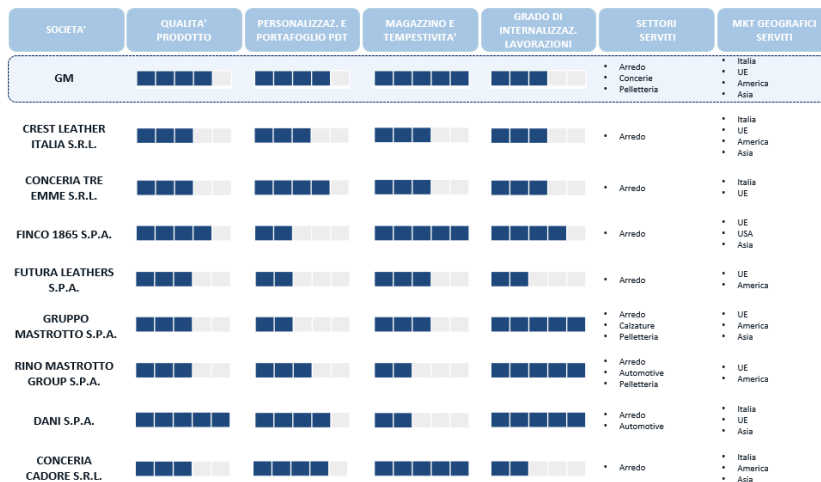 SOCIETA'
QUALITA'
PRODOTTO
PERSONALIZZAZ. E
PORTAFOGLIO PDT
MAGAZZINO E
TEMPESTIVITA'
GRADO DI
INTERNALIZZAZ.
LAVORAZIONI
SETTORI
SERVITI
MKT GEOGRAFICI
SERVITI
GM
• Arredo
• Concerie
• Pelletteria
• Italia
• UE
• America
• Asia
CREST LEATHER
ITALIA S.R.L.
• Arredo
• Italia
• UE
• America
• Asia
CONCERIA TRE
EMME S.R.L.
• Arredo
• Italia
• UE
FINCO 1865 S.P.A.
• Arredo
• UE
• USA
• Asia
FUTURA LEATHERS
S.P.A.
• Arredo
• UE
• America
GRUPPO
MASTROTTO S.P.A.
• Arredo
• Calzature
• Pelletteria
• UE
• America
• Asia
RINO MASTROTTO
GROUP S.P.A.
• Arredo
• Automotive
• Pelletteria
• UE
• America
DANI S.P.A.
• Arredo
• Automotive
• Italia
• UE
• Asia
CONCERIA
CADORE S.R.L.
• Arredo
• Italia
• America
• Asia